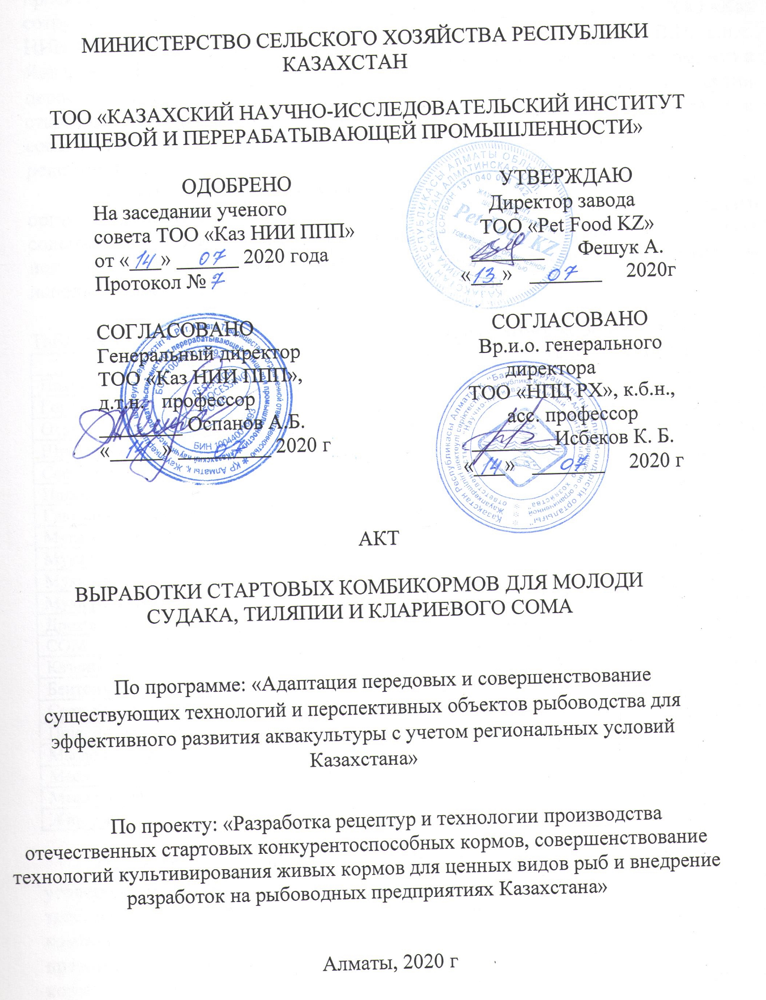 МИНИСТЕРСТВО СЕЛЬСКОГО ХОЗЯЙСТВА РЕСПУБЛИКИ
КАЗАХСТАН
ТОО «КАЗАХСКИЙ НАУЧНО-ИССЛЕДОВАТЕЛЬСКИЙ ИНСТИТУТ
ПИЩЕВОЙ И ПЕРЕРАБАТЫВАЮЩЕЙ ПРОМЫШЛЕННОСТИ»
ОДОБРЕНО
На заседании ученого
совета ТОО «Каз НИИ ППП»
от «14» 07 2020 года
Протокол № 7
УТВЕРЖДАЮ
Директор завода
ТОО «Pet Food KZ»
Фешук А.
«13» 07 2020г
Pet Food KZ
СОГЛАСОВАНО
Генеральный директор
ТОО «Каз НИИ ППП»,
д.т.н., профессор
Оспанов А.Б.
«14» 07 2020 г
СОГЛАСОВАНО
Вр.и.о. генерального
директора
ТОО «НПЦ РХ», к.б.н.,
асс. профессор
Исбеков К. Б.
«14» 07 2020 г
АКТ
ВЫРАБОТКИ СТАРТОВЫХ КОМБИКОРМОВ ДЛЯ МОЛОДИ
СУДАКА, ТИЛЯПИИ И КЛАРИЕВОГО СОМА
По программе: «Адаптация передовых и совершенствование
существующих технологий и перспективных объектов рыбоводства для
эффективного развития аквакультуры с учетом региональных условий
Казахстана»
По проекту: «Разработка рецептур и технологии производства
отечественных стартовых конкурентоспособных кормов, совершенствование
технологий культивирования живых кормов для ценных видов рыб и внедрение
разработок на рыбоводных предприятиях Казахстана»
Алматы, 2020 г